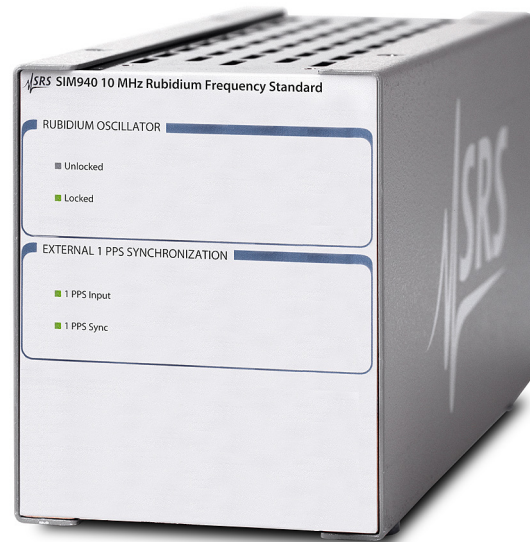 SRS SIM940 10 MHz Rubidium Frequency Standard
RUBIDIUM OSCILLATOR
Unlocked
Locked
EXTERNAL 1 PPS SYNCHRONIZATION
1 PPS Input
1 PPS Sync
SRS